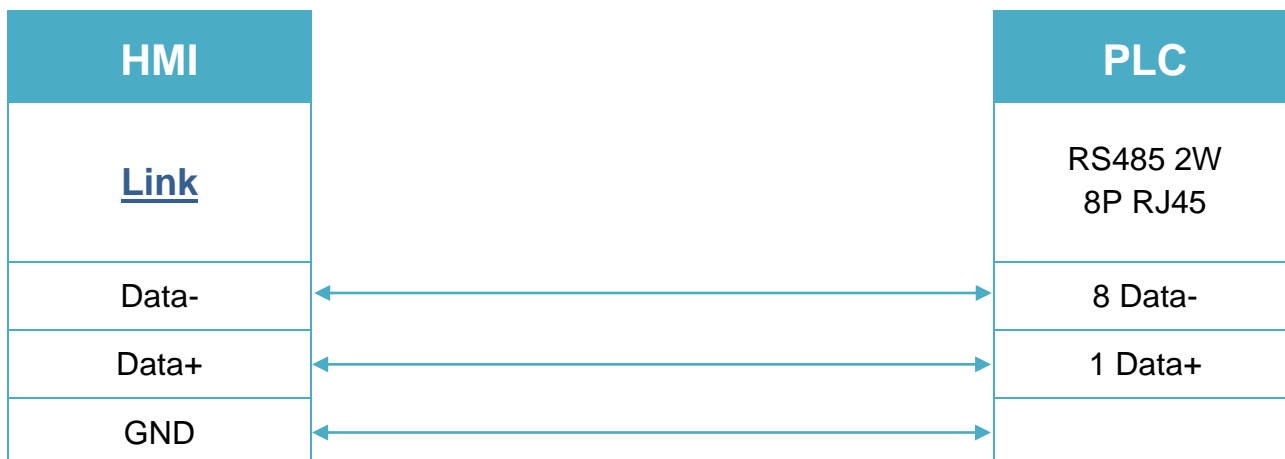 HMI
PLC
Link
RS485 2W
8P RJ45
Data-
8 Data-
Data+
1 Data+
GND